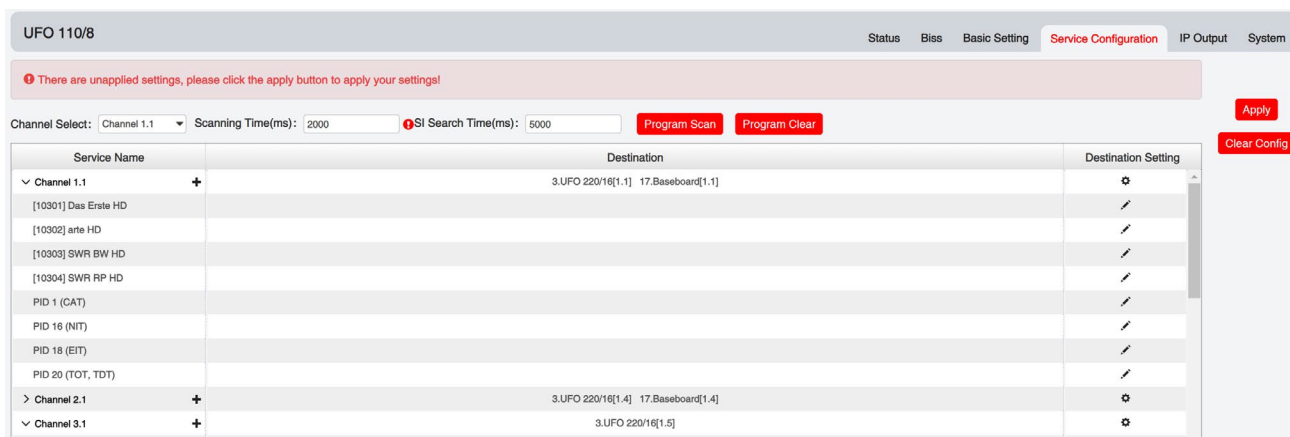 UFO 110/8
Status Biss Basic Setting Service Configuration IP Output System
There are unapplied settings, please click the apply button to apply your settings!
Apply
Channel Select: Channel 1.1 Scanning Time(ms): 2000 SI Search Time(ms): 5000 Program Scan Program Clear
Clear Config
Service Name Destination Destination Setting
Channel 1.1 3.UFO 220/16[1.1] 17.Baseboard[1.1]
[10301] Das Erste HD
[10302] arte HD
[10303] SWR BW HD
[10304] SWR RP HD
PID 1 (CAT)
PID 16 (NIT)
PID 18 (EIT)
PID 20 (TOT, TDT)
Channel 2.1 3.UFO 220/16[1.4] 17.Baseboard[1.4]
Channel 3.1 3.UFO 220/16[1.5]